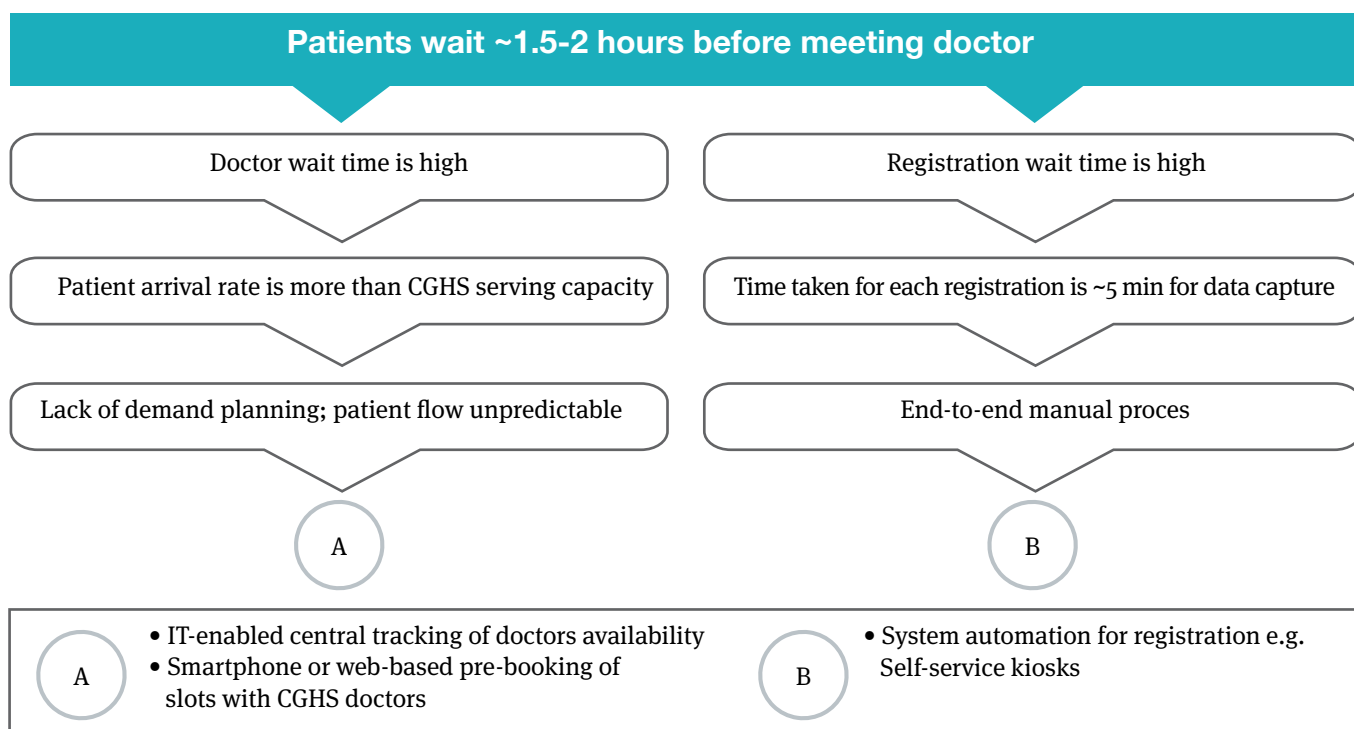 Patients wait ~1.5-2 hours before meeting doctor
Doctor wait time is high
Patient arrival rate is more than CGHS serving capacity
Lack of demand planning; patient flow unpredictable
A
Registration wait time is high
Time taken for each registration is ~5 min for data capture
End-to-end manual proces
B
A
• IT-enabled central tracking of doctors availability
• Smartphone or web-based pre-booking of
slots with CGHS doctors
B
• System automation for registration e.g.
Self-service kiosks